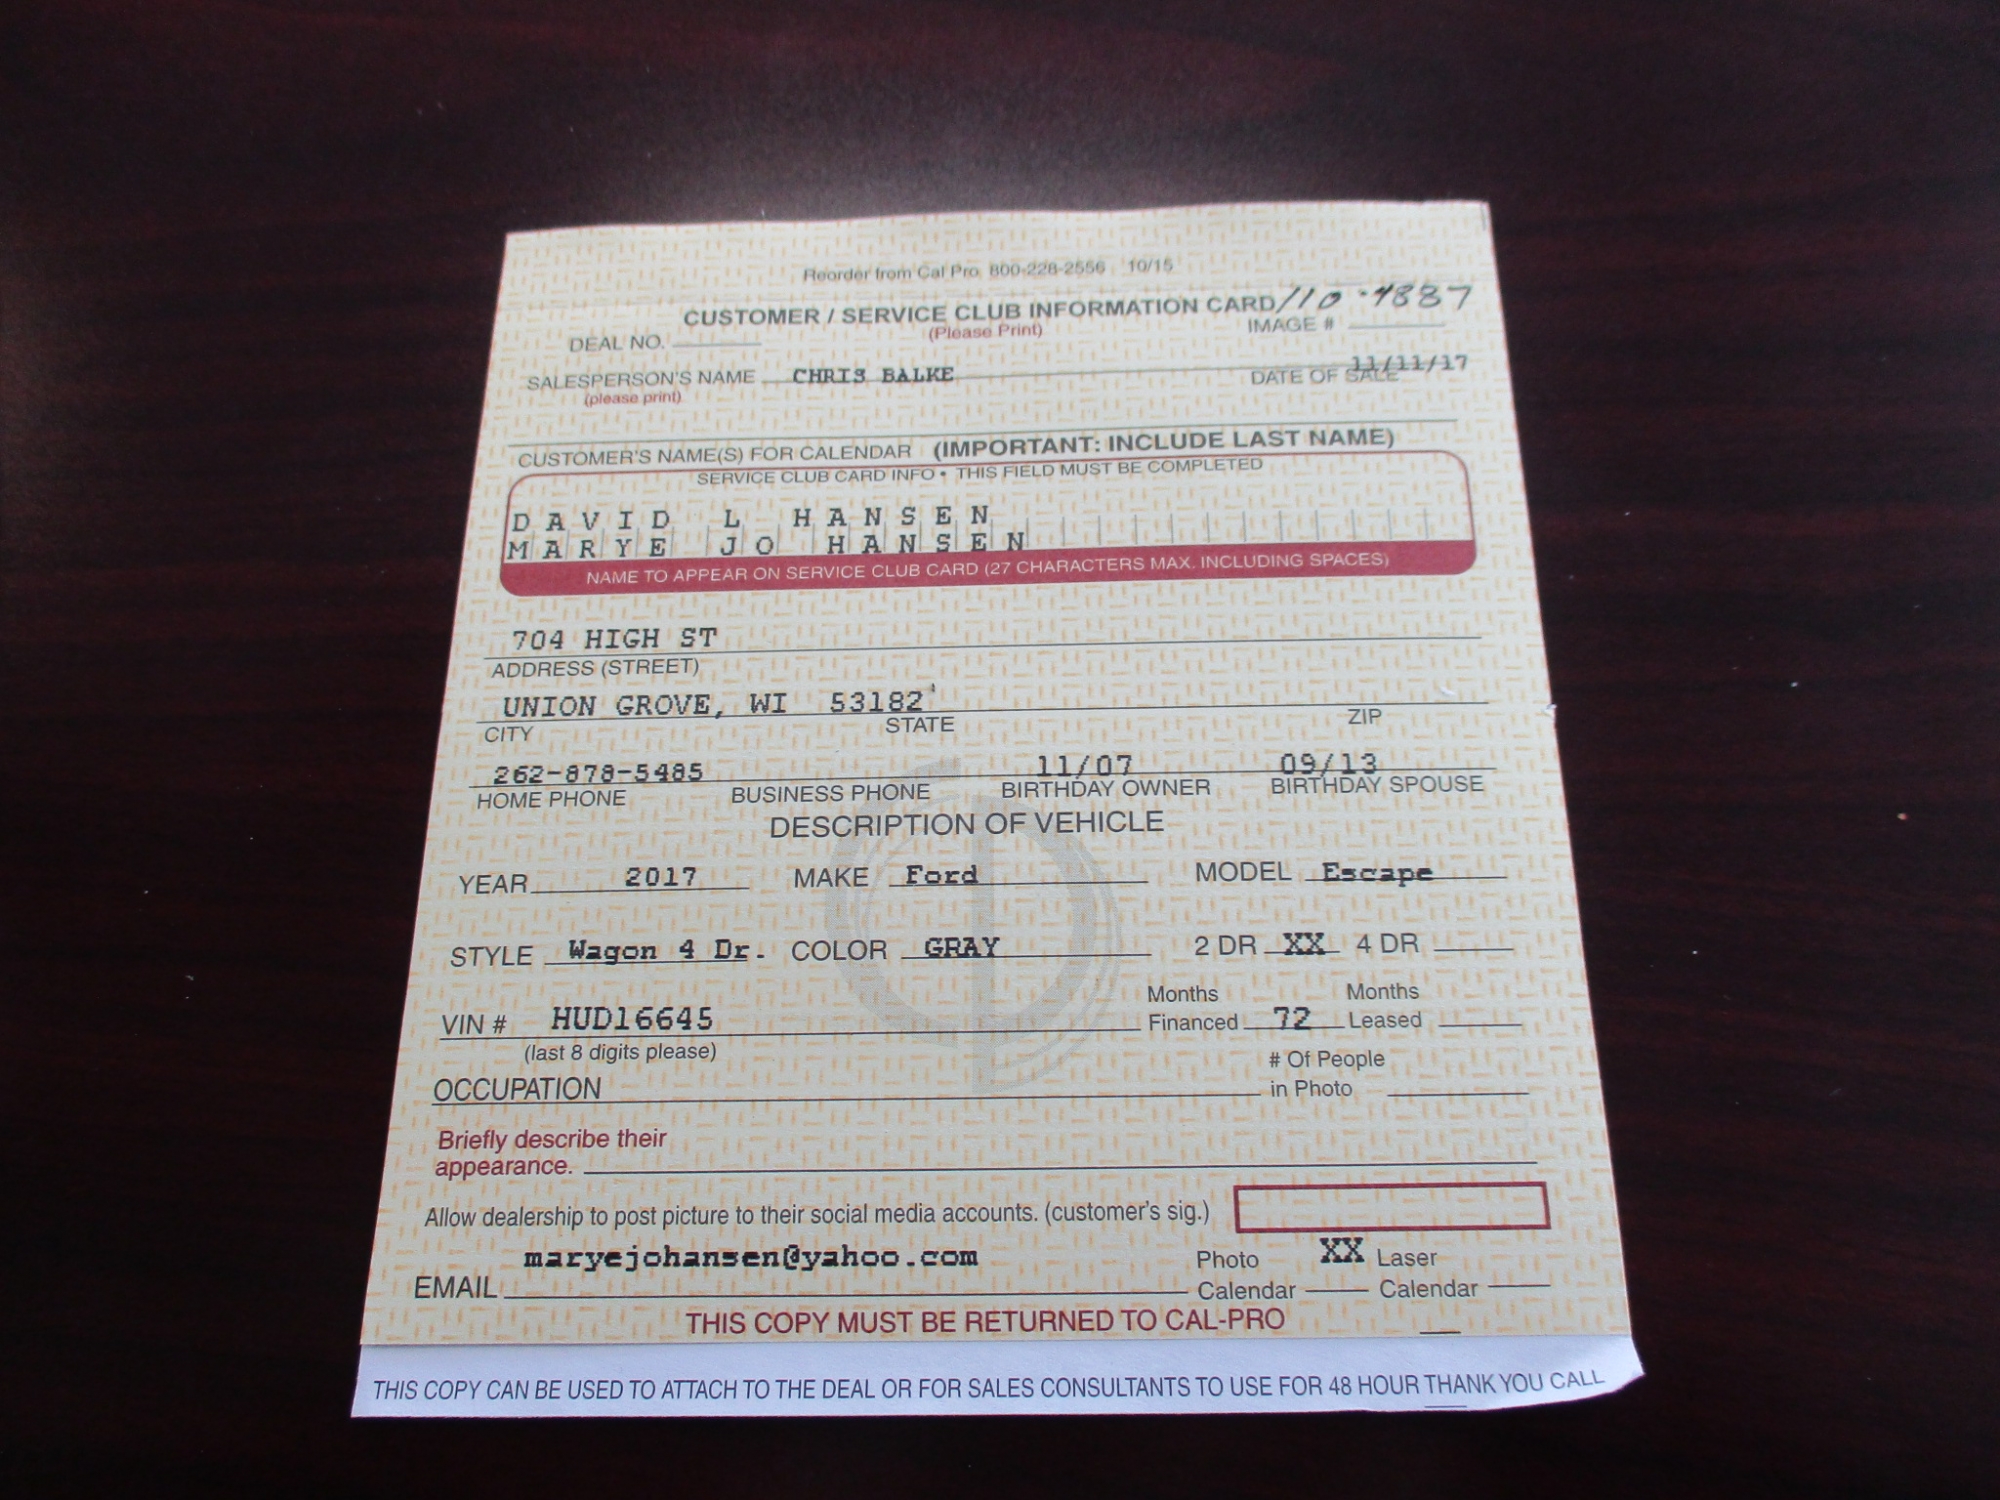 Reorder from Cal Pro 800-228-2556 10/15
CUSTOMER / SERVICE CLUB INFORMATION CARD 110-4887
DEAL NO. (Please Print) IMAGE #
SALESPERSON'S NAME CHRIS BALKE DATE OF SALE 11/11/17
(please print)
CUSTOMER'S NAME(S) FOR CALENDAR (IMPORTANT: INCLUDE LAST NAME)
SERVICE CLUB CARD INFO • THIS FIELD MUST BE COMPLETED
DAVID L HANSEN
MARYE JO HANSEN
NAME TO APPEAR ON SERVICE CLUB CARD (27 CHARACTERS MAX. INCLUDING SPACES)
704 HIGH ST
ADDRESS (STREET)
UNION GROVE, WI 53182
CITY STATE ZIP
262-878-5485 11/07 09/13
HOME PHONE BUSINESS PHONE BIRTHDAY OWNER BIRTHDAY SPOUSE
DESCRIPTION OF VEHICLE
YEAR 2017 MAKE Ford MODEL Escape
STYLE Wagon 4 Dr. COLOR GRAY 2 DR XX 4 DR
Months Months
VIN # HUD16645 Financed 72 Leased
(last 8 digits please)
# Of People
OCCUPATION in Photo
Briefly describe their
appearance.
Allow dealership to post picture to their social media accounts. (customer's sig.)
maryejohansen@yahoo.com Photo XX Laser
EMAIL Calendar Calendar
THIS COPY MUST BE RETURNED TO CAL-PRO
THIS COPY CAN BE USED TO ATTACH TO THE DEAL OR FOR SALES CONSULTANTS TO USE FOR 48 HOUR THANK YOU CALL